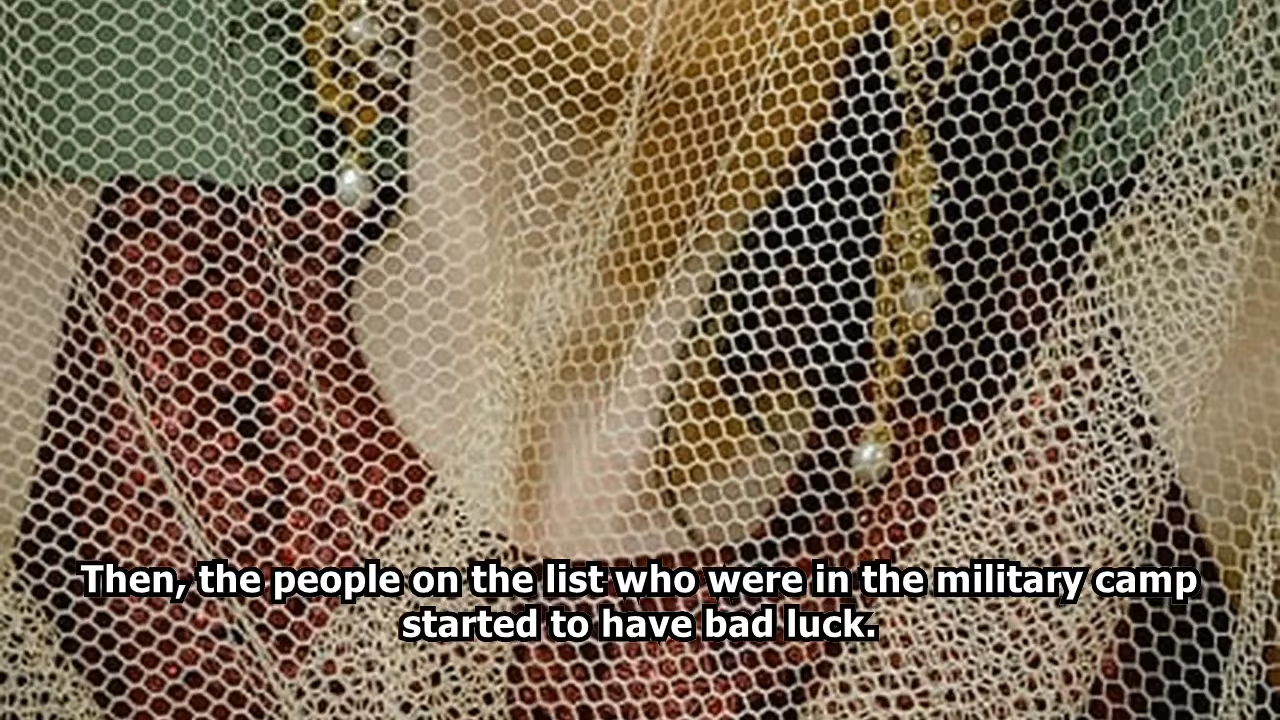 Then, the people on the list who were in the military camp
started to have bad luck.